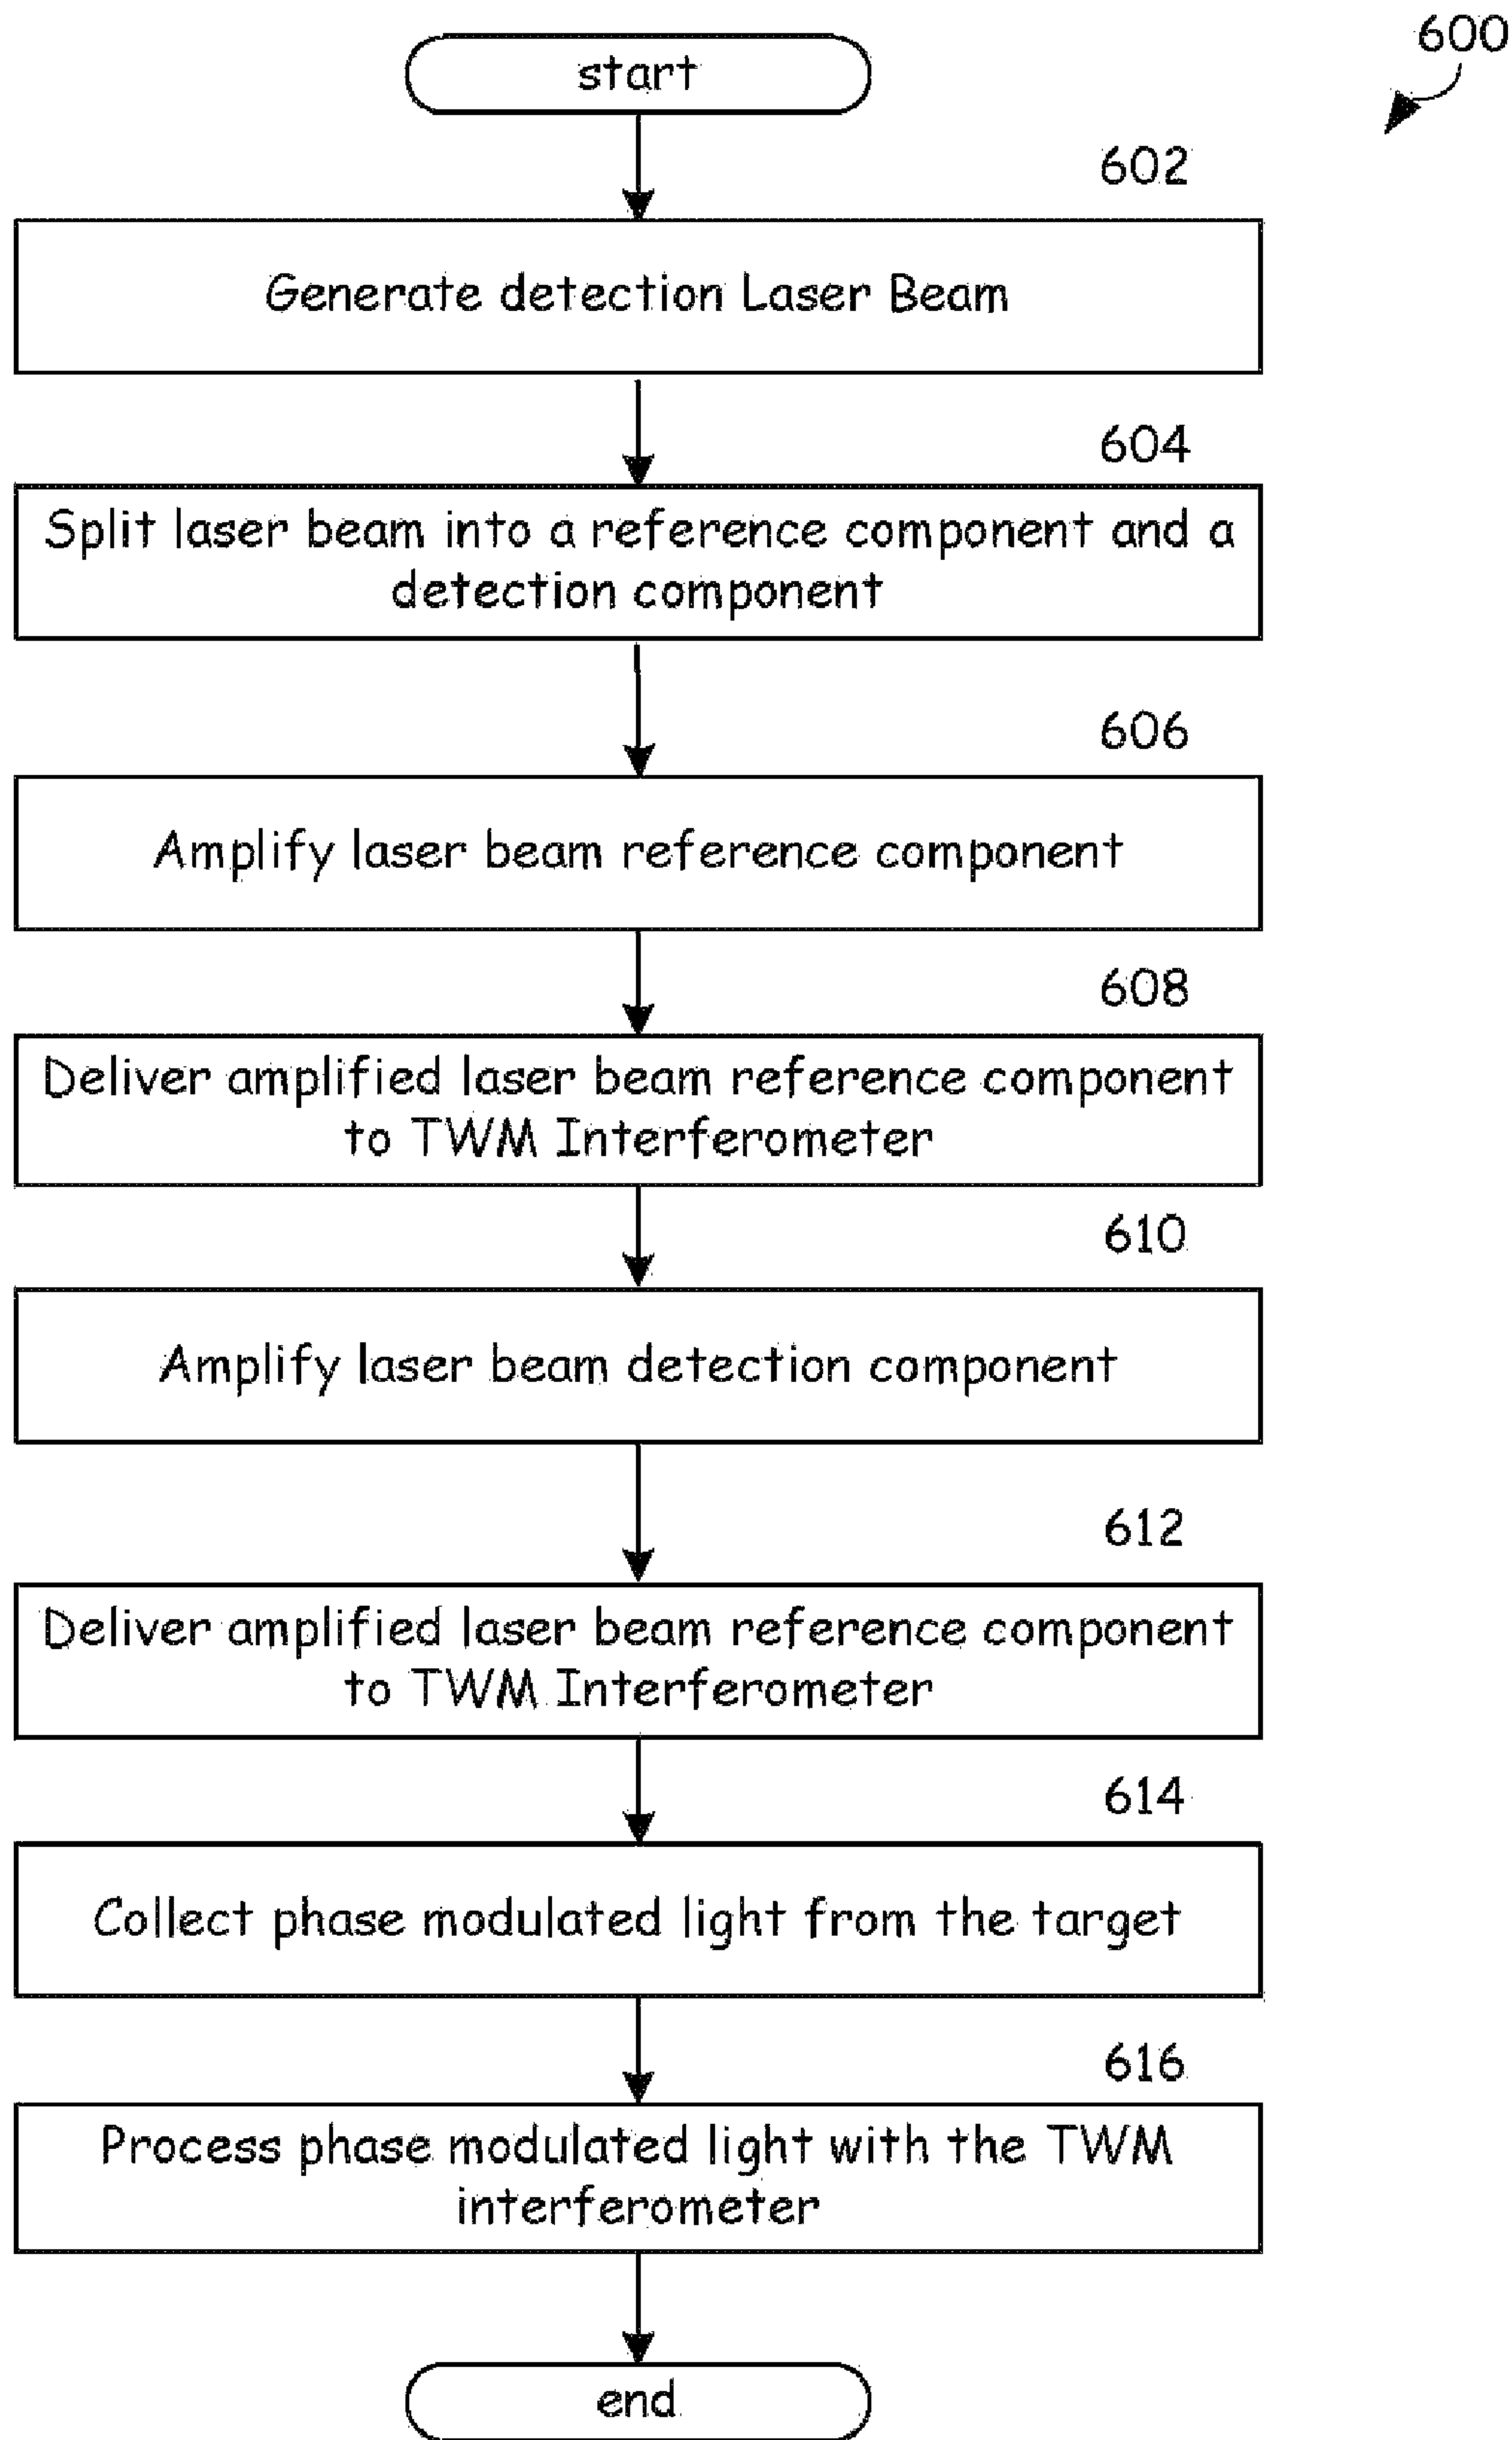 600
start
602
Generate detection Laser Beam
604
Split laser beam into a reference component and a
detection component
606
Amplify laser beam reference component
608
Deliver amplified laser beam reference component
to TWM Interferometer
610
Amplify laser beam detection component
612
Deliver amplified laser beam reference component
to TWM Interferometer
614
Collect phase modulated light from the target
616
Process phase modulated light with the TWM
interferometer
end